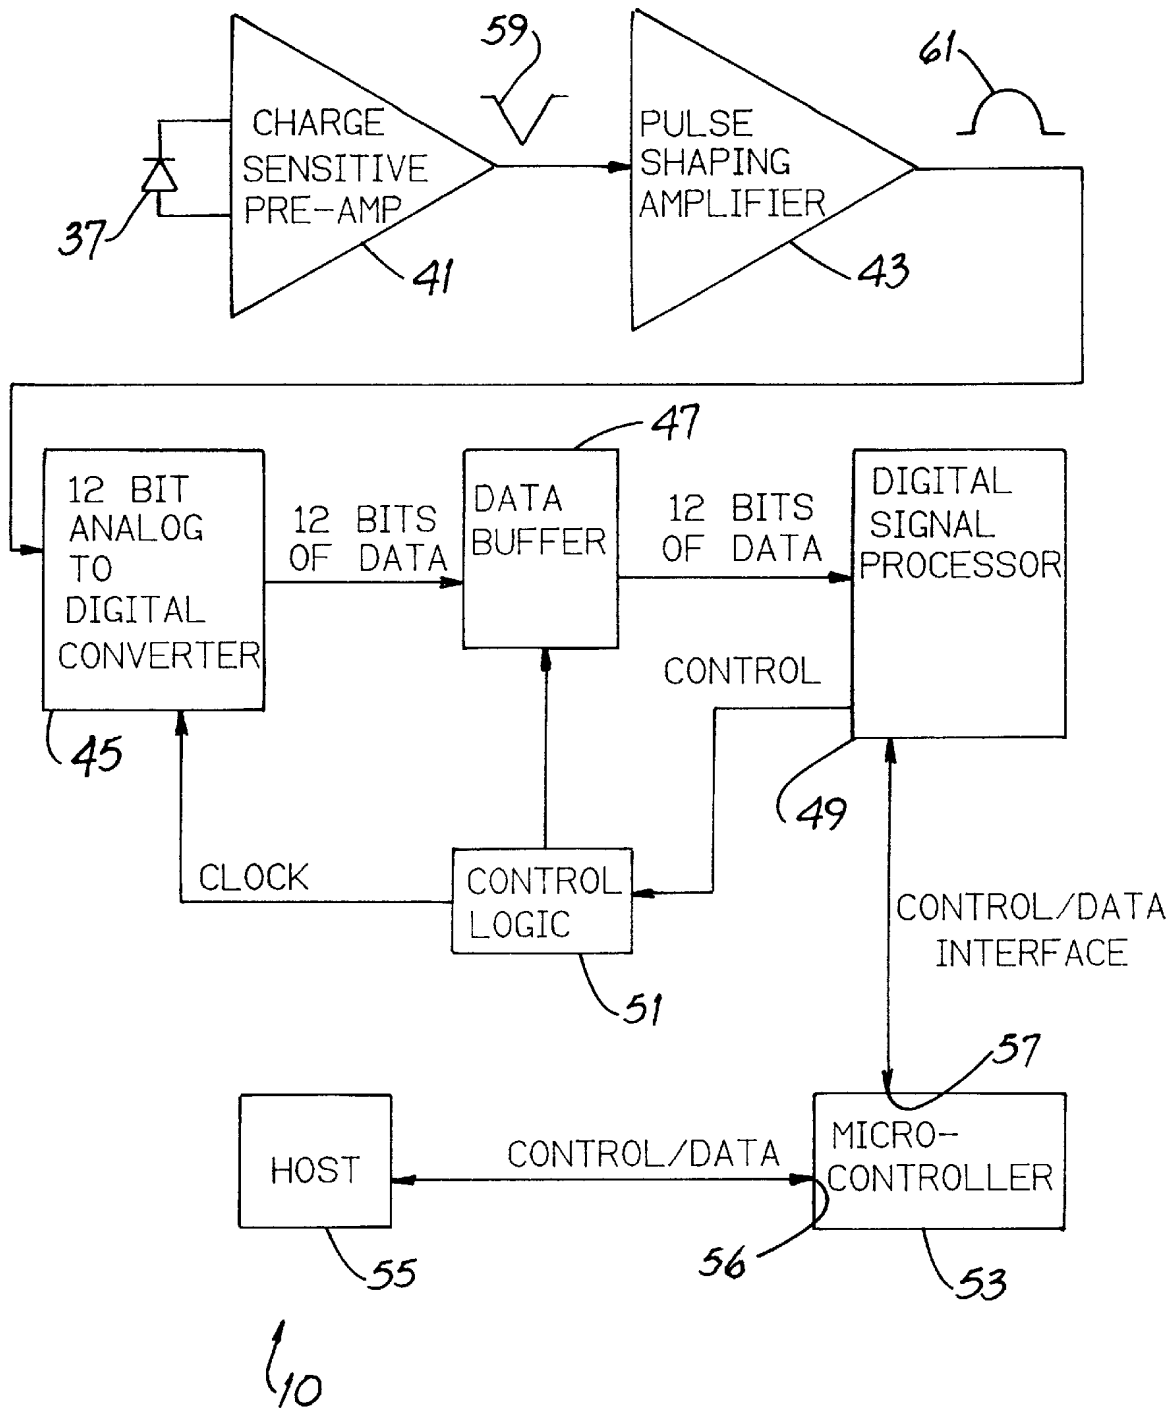 59
61
CHARGE
SENSITIVE
PRE-AMP
PULSE
SHAPING
AMPLIFIER
37
41
43
47
12 BIT
ANALOG
TO
DIGITAL
CONVERTER
12 BITS
OF DATA
DATA
BUFFER
12 BITS
OF DATA
DIGITAL
SIGNAL
PROCESSOR
CONTROL
45
49
CLOCK
CONTROL
LOGIC
CONTROL/DATA
INTERFACE
51
57
HOST
CONTROL/DATA
MICRO-
CONTROLLER
55
56
53
10